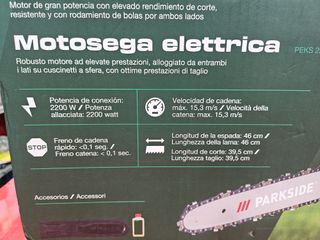 Motor de gran potencia con elevado rendimiento de corte,
resistente y con rodamiento de bolas por ambos lados
Motosega elettrica
PEKS 2
Robusto motore ad elevate prestazioni, alloggiato da entrambi
i lati su cuscinetti a sfera, con ottime prestazioni di taglio
Potencia de conexión:
2200 W / Potenza
allacciata: 2200 watt
Velocidad de cadena:
máx. 15,3 m/s / Velocità della
catena: max. 15,3 m/s
STOP
Freno de cadena
rápido: <0,1 seg. /
Freno catena: < 0,1 sec.
Longitud de la espada: 46 cm /
Lunghezza della lama: 46 cm
Longitud de corte: 39,5 cm /
Lunghezza taglio: 39,5 cm
Accesorios / Accessori
/// PARKSIDE